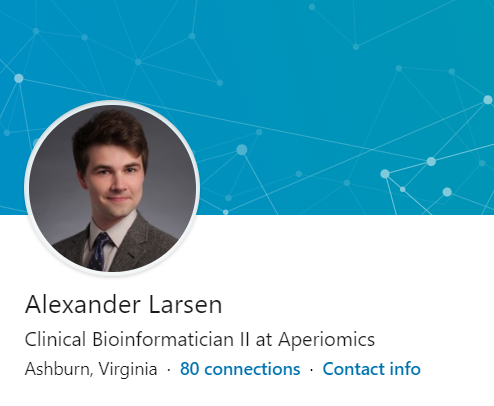 Alexander Larsen
Clinical Bioinformatician II at Aperiomics
Ashburn, Virginia · 80 connections · Contact info